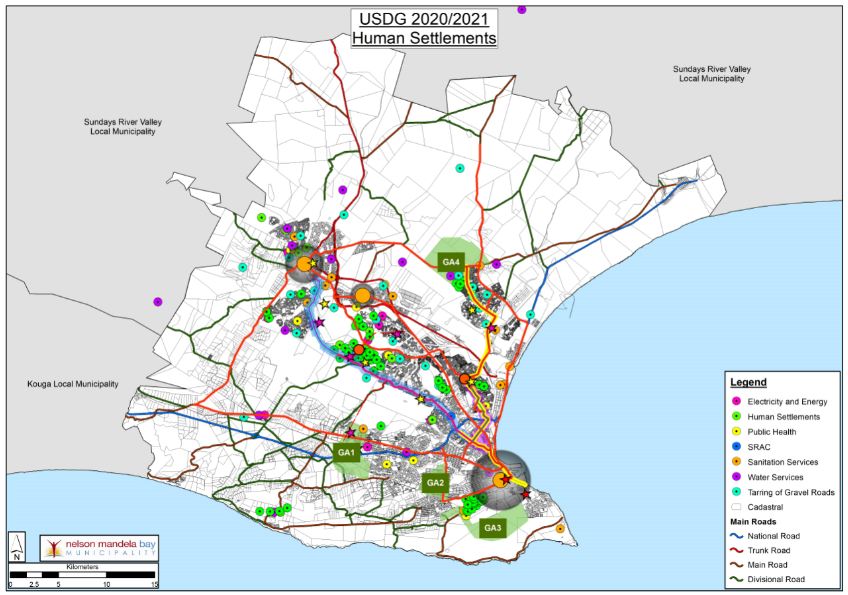 USDG 2020/2021
Human Settlements
Sundays River Valley
Local Municipality
Sundays River Valley
Local Municipality
GA4
Kouga Local Municipality
GA1
GA2
GA3
Legend
Electricity and Energy
Human Settlements
Public Health
SRAC
Sanitation Services
Water Services
Tarring of Gravel Roads
Cadastral
Main Roads
National Road
Trunk Road
Main Road
Divisional Road
N
nelson mandela bay
MUNICIPALITY
Kilometers
0 2.5 5 10 15